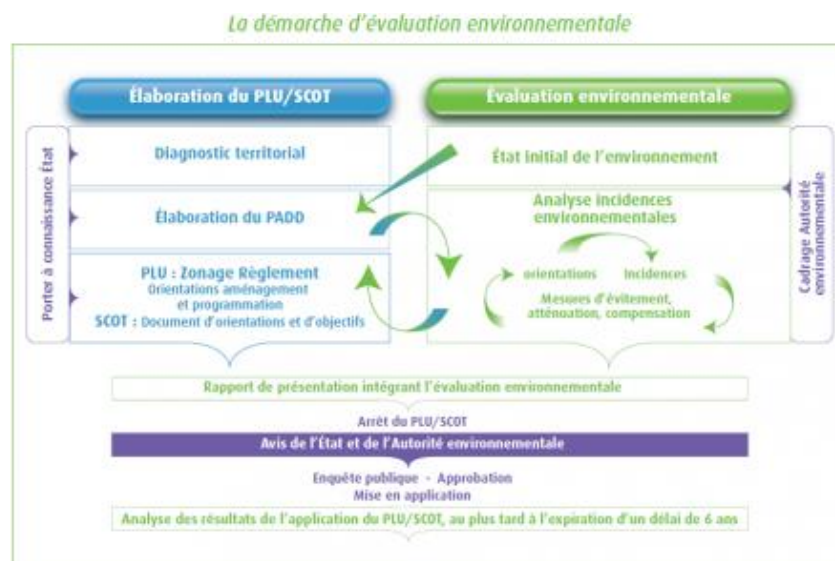 La démarche d'évaluation environnementale
Élaboration du PLU/SCOT
Évaluation environnementale
Porter à connaissance État
Diagnostic territorial
Élaboration du PADD
PLU : Zonage Règlement
Orientations aménagement
et programmation
SCOT : Document d'orientations et d'objectifs
État initial de l'environnement
Analyse incidences
environnementales
orientations
Incidences
Mesures d'évitement,
atténuation, compensation
Cadrage Autorité
environnementale
Rapport de présentation intégrant l'évaluation environnementale
Arrêt du PLU/SCOT
Avis de l'État et de l'Autorité environnementale
Enquête publique - Approbation
Mise en application
Analyse des résultats de l'application du PLU/SCOT, au plus tard à l'expiration d'un délai de 6 ans